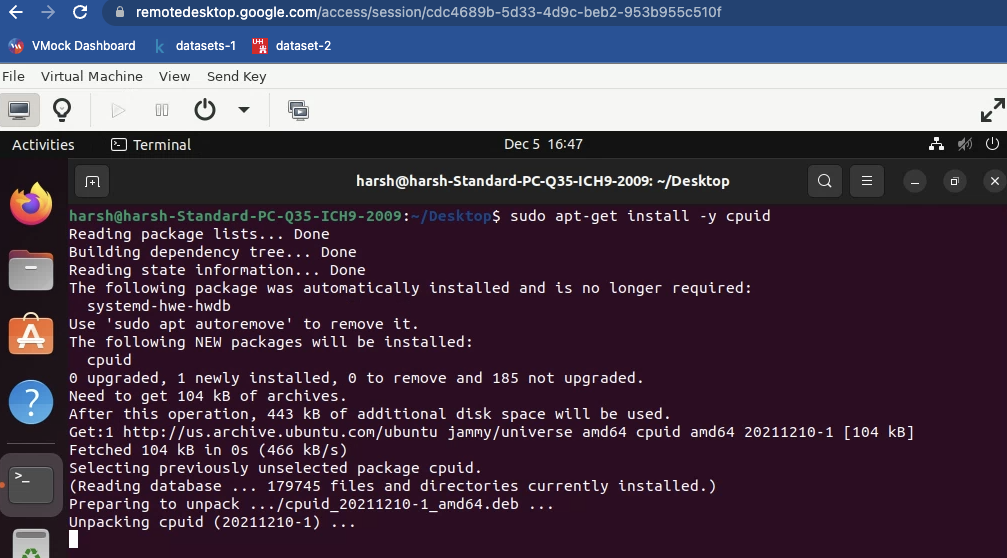 remotedesktop.google.com/access/session/cdc4689b-5d33-4d9c-beb2-953b955c510f
VMock Dashboard datasets-1 dataset-2
File Virtual Machine View Send Key
Activities Terminal Dec 5 16:47
harsh@harsh-Standard-PC-Q35-ICH9-2009: ~/Desktop
harsh@harsh-Standard-PC-Q35-ICH9-2009:~/Desktop$ sudo apt-get install -y cpuid
Reading package lists... Done
Building dependency tree... Done
Reading state information... Done
The following package was automatically installed and is no longer required:
systemd-hwe-hwdb
Use 'sudo apt autoremove' to remove it.
The following NEW packages will be installed:
cpuid
0 upgraded, 1 newly installed, 0 to remove and 185 not upgraded.
Need to get 104 kB of archives.
After this operation, 443 kB of additional disk space will be used.
Get:1 http://us.archive.ubuntu.com/ubuntu jammy/universe amd64 cpuid amd64 20211210-1 [104 kB]
Fetched 104 kB in 0s (466 kB/s)
Selecting previously unselected package cpuid.
(Reading database ... 179745 files and directories currently installed.)
Preparing to unpack .../cpuid_20211210-1_amd64.deb ...
Unpacking cpuid (20211210-1) ...